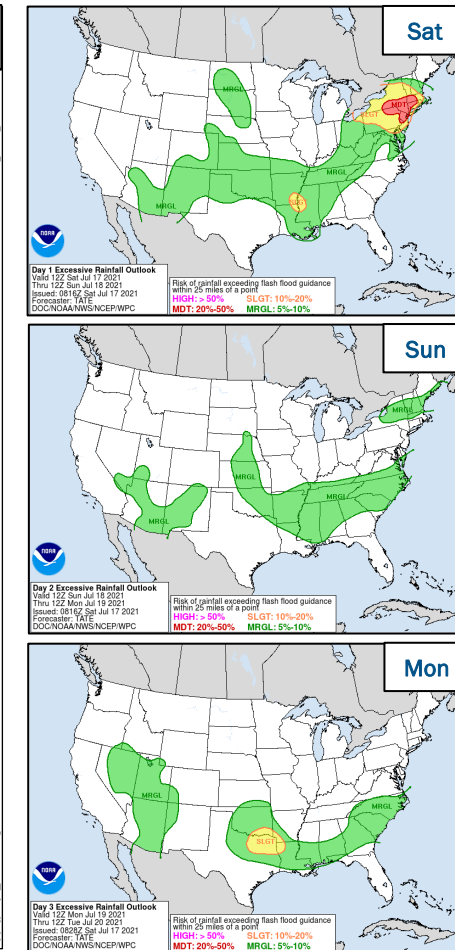 Sat
MRGL
MDT
SLGT
MRGL
SLGT
MRGL
NOAA
Day 1 Excessive Rainfall Outlook
Valid 12Z Sat Jul 17 2021
Thru 12Z Sun Jul 18 2021
Issued: 0816Z Sat Jul 17 2021
Forecaster: TATE
DOC/NOAA/NWS/NCEP/WPC
Risk of rainfall exceeding flash flood guidance
within 25 miles of a point
HIGH: > 50% SLGT: 10%-20%
MDT: 20%-50% MRGL: 5%-10%
Sun
MRGL
MRGL
MRGL
MRGL
NOAA
Day 2 Excessive Rainfall Outlook
Valid 12Z Sun Jul 18 2021
Thru 12Z Mon Jul 19 2021
Issued: 0816Z Sat Jul 17 2021
Forecaster: TATE
DOC/NOAA/NWS/NCEP/WPC
Risk of rainfall exceeding flash flood guidance
within 25 miles of a point
HIGH: > 50% SLGT: 10%-20%
MDT: 20%-50% MRGL: 5%-10%
Mon
MRGL
MRGL
SLGT
NOAA
Day 3 Excessive Rainfall Outlook
Valid 12Z Mon Jul 19 2021
Thru 12Z Tue Jul 20 2021
Issued: 0828Z Sat Jul 17 2021
Forecaster: TATE
DOC/NOAA/NWS/NCEP/WPC
Risk of rainfall exceeding flash flood guidance
within 25 miles of a point
HIGH: > 50% SLGT: 10%-20%
MDT: 20%-50% MRGL: 5%-10%